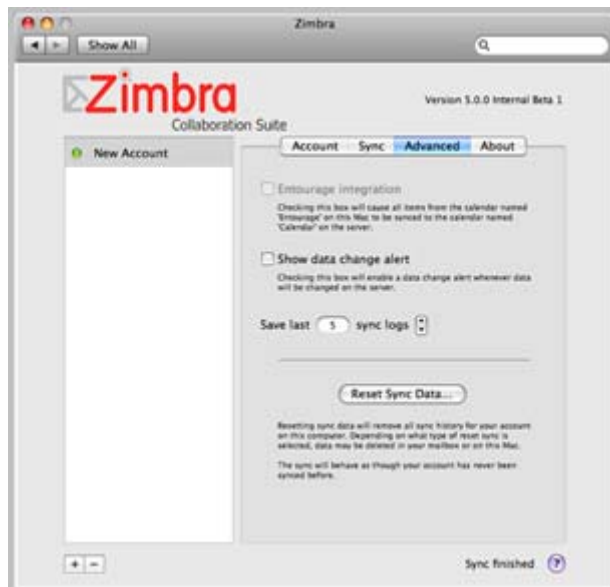 Zimbra
Show All
Zimbra
Collaboration Suite
Version 5.0.0 Internal Beta 1
New Account
Account Sync Advanced About
Entourage integration
Checking this box will cause all items from the calendar named
'Entourage' on this Mac to be synced to the calendar named
'Calendar' on the server.
Show data change alert
Checking this box will enable a data change alert whenever data
will be changed on the server.
Save last 5 sync logs
Reset Sync Data...
Resetting sync data will remove all sync history for your account
on this computer. Depending on what type of reset sync is
selected, data may be deleted in your mailbox or on this Mac.
The sync will behave as though your account has never been
synced before.
+ −
Sync finished ?